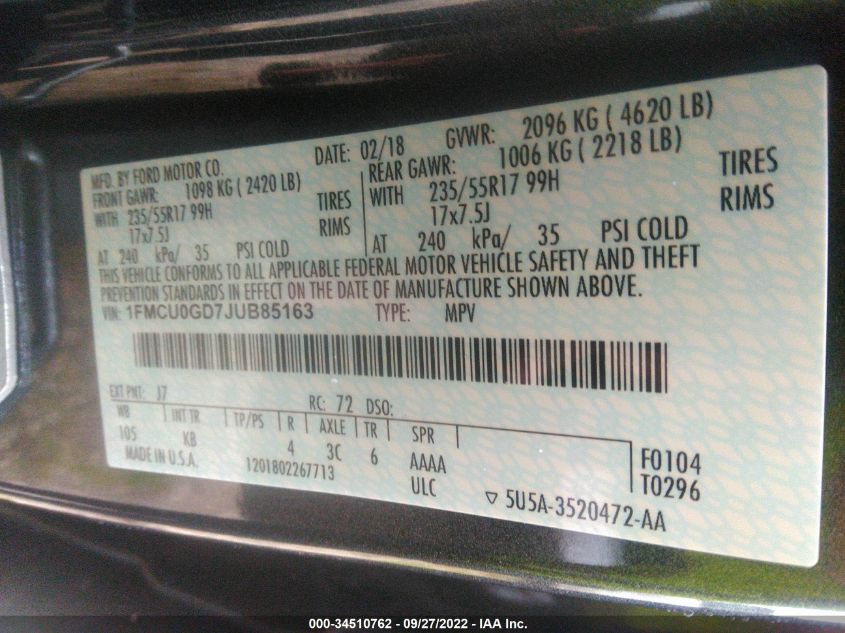 MFD. BY FORD MOTOR CO. DATE: 02/18 GVWR: 2096 KG ( 4620 LB)
FRONT GAWR: 1098 KG ( 2420 LB) REAR GAWR: 1006 KG ( 2218 LB)
WITH 235/55R17 99H TIRES WITH 235/55R17 99H TIRES
17x7.5J RIMS 17x7.5J RIMS
AT 240 kPa/ 35 PSI COLD AT 240 kPa/ 35 PSI COLD
THIS VEHICLE CONFORMS TO ALL APPLICABLE FEDERAL MOTOR VEHICLE SAFETY AND THEFT
PREVENTION STANDARDS IN EFFECT ON THE DATE OF MANUFACTURE SHOWN ABOVE.
VIN: 1FMCU0GD7JUB85163 TYPE: MPV
EXT PNT: J7 RC: 72 DSO:
WB INT TR TP/PS R AXLE TR SPR
105 KB 4 3C 6 AAAA F0104
MADE IN U.S.A. 1201802267713 ULC T0296
▽ 5U5A-3520472-AA
000-34510762 - 09/27/2022 - IAA Inc.